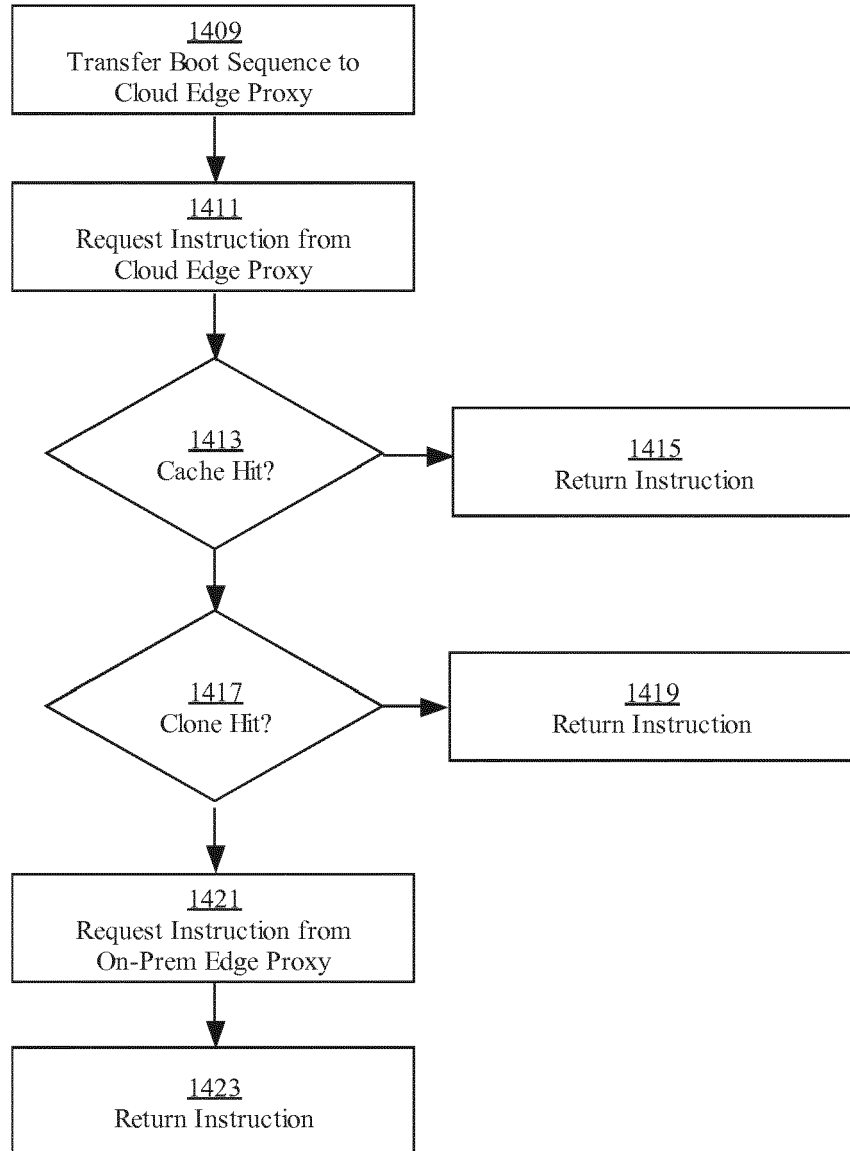 1409
Transfer Boot Sequence to
Cloud Edge Proxy
1411
Request Instruction from
Cloud Edge Proxy
1413
Cache Hit?
1415
Return Instruction
1417
Clone Hit?
1419
Return Instruction
1421
Request Instruction from
On-Prem Edge Proxy
1423
Return Instruction